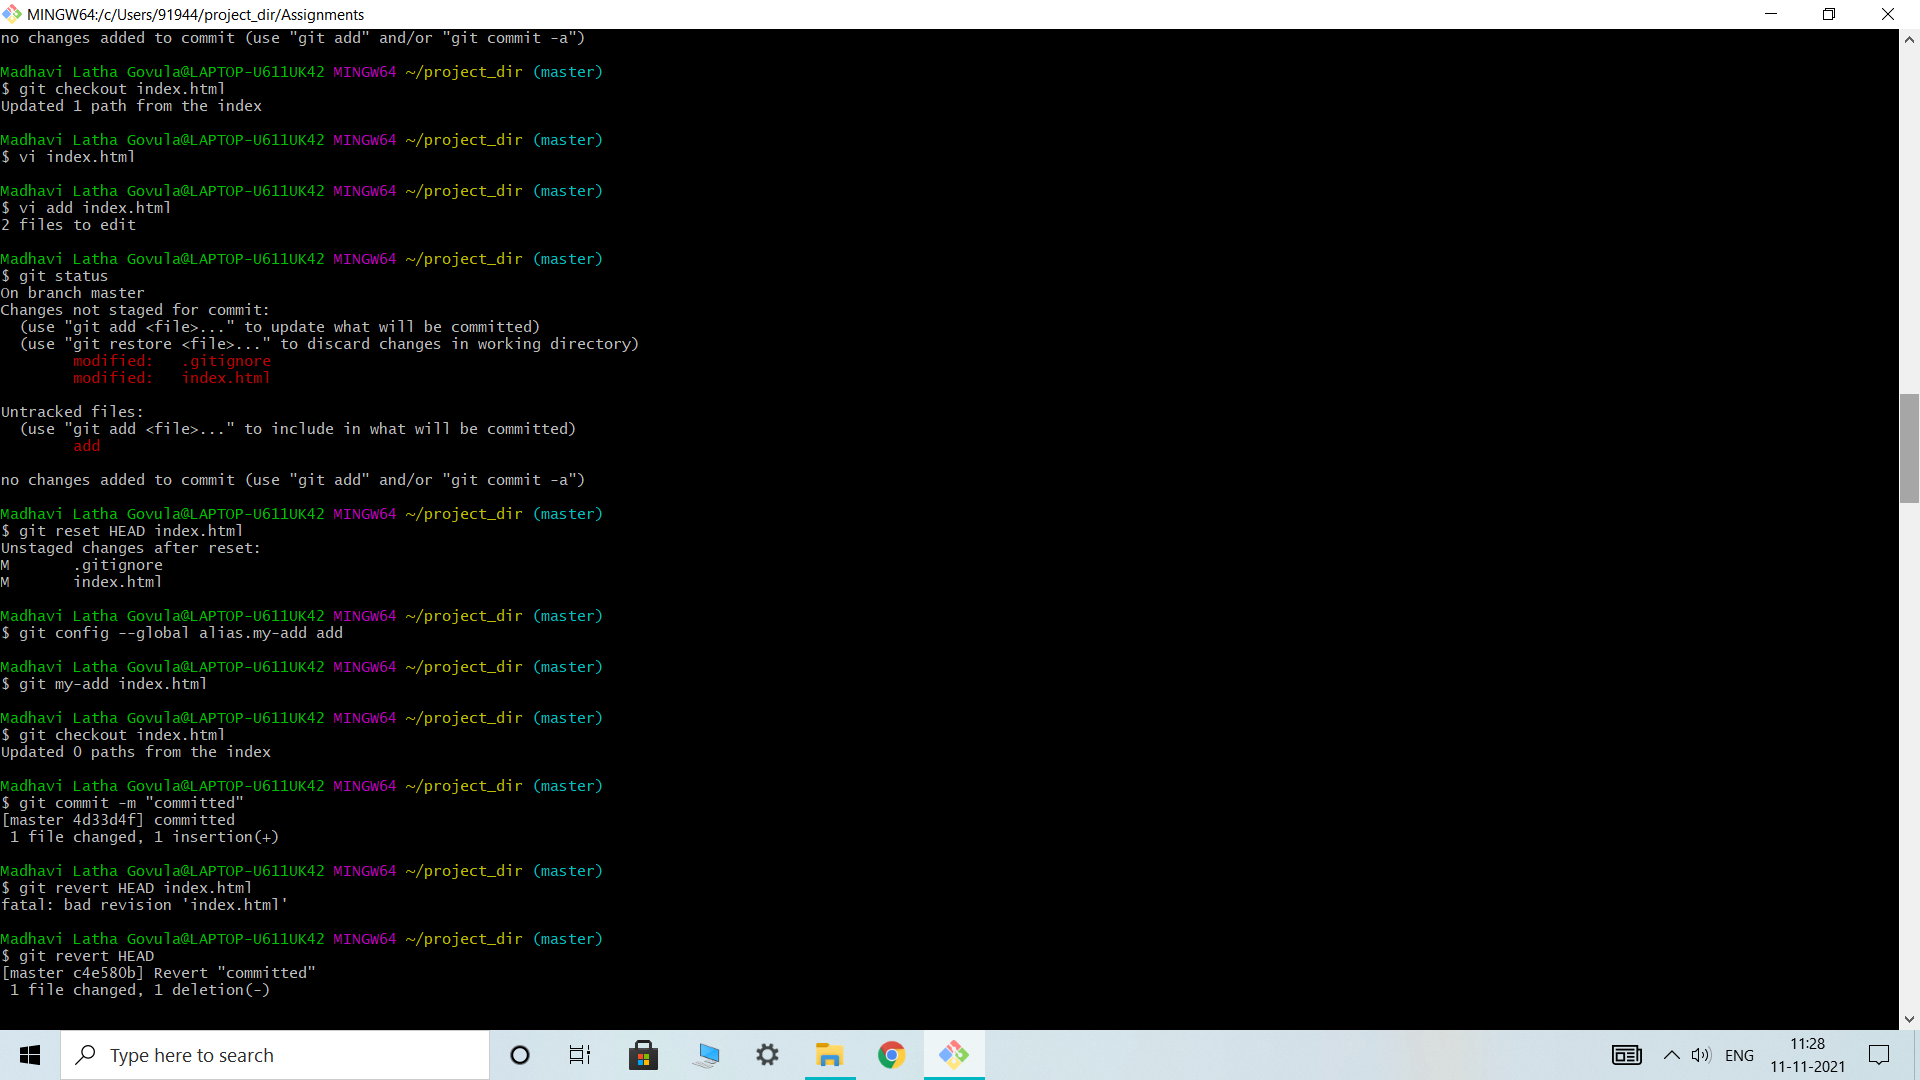 MINGW64:/c/Users/91944/project_dir/Assignments
no changes added to commit (use "git add" and/or "git commit -a")
Madhavi Latha Govula@LAPTOP-U611UK42 MINGW64 ~/project_dir (master)
$ git checkout index.html
Updated 1 path from the index
Madhavi Latha Govula@LAPTOP-U611UK42 MINGW64 ~/project_dir (master)
$ vi index.html
Madhavi Latha Govula@LAPTOP-U611UK42 MINGW64 ~/project_dir (master)
$ vi add index.html
2 files to edit
Madhavi Latha Govula@LAPTOP-U611UK42 MINGW64 ~/project_dir (master)
$ git status
On branch master
Changes not staged for commit:
  (use "git add <file>..." to update what will be committed)
  (use "git restore <file>..." to discard changes in working directory)
        modified:   .gitignore
        modified:   index.html
Untracked files:
  (use "git add <file>..." to include in what will be committed)
        add
no changes added to commit (use "git add" and/or "git commit -a")
Madhavi Latha Govula@LAPTOP-U611UK42 MINGW64 ~/project_dir (master)
$ git reset HEAD index.html
Unstaged changes after reset:
M       .gitignore
M       index.html
Madhavi Latha Govula@LAPTOP-U611UK42 MINGW64 ~/project_dir (master)
$ git config --global alias.my-add add
Madhavi Latha Govula@LAPTOP-U611UK42 MINGW64 ~/project_dir (master)
$ git my-add index.html
Madhavi Latha Govula@LAPTOP-U611UK42 MINGW64 ~/project_dir (master)
$ git checkout index.html
Updated 0 paths from the index
Madhavi Latha Govula@LAPTOP-U611UK42 MINGW64 ~/project_dir (master)
$ git commit -m "committed"
[master 4d33d4f] committed
 1 file changed, 1 insertion(+)
Madhavi Latha Govula@LAPTOP-U611UK42 MINGW64 ~/project_dir (master)
$ git revert HEAD index.html
fatal: bad revision 'index.html'
Madhavi Latha Govula@LAPTOP-U611UK42 MINGW64 ~/project_dir (master)
$ git revert HEAD
[master c4e580b] Revert "committed"
 1 file changed, 1 deletion(-)
Type here to search
ENG
11:28
11-11-2021